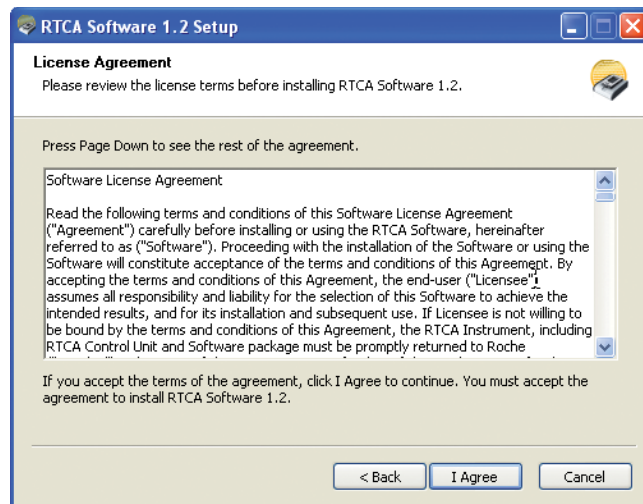 RTCA Software 1.2 Setup
License Agreement
Please review the license terms before installing RTCA Software 1.2.
Press Page Down to see the rest of the agreement.
Software License Agreement
Read the following terms and conditions of this Software License Agreement
("Agreement") carefully before installing or using the RTCA Software, hereinafter
referred to as ("Software"). Proceeding with the installation of the Software or using the
Software will constitute acceptance of the terms and conditions of this Agreement. By
accepting the terms and conditions of this Agreement, the end-user ("Licensee")
assumes all responsibility and liability for the selection of this Software to achieve the
intended results, and for its installation and subsequent use. If Licensee is not willing to
be bound by the terms and conditions of this Agreement, the RTCA Instrument, including
RTCA Control Unit and Software package must be promptly returned to Roche
If you accept the terms of the agreement, click I Agree to continue. You must accept the
agreement to install RTCA Software 1.2.
< Back I Agree Cancel